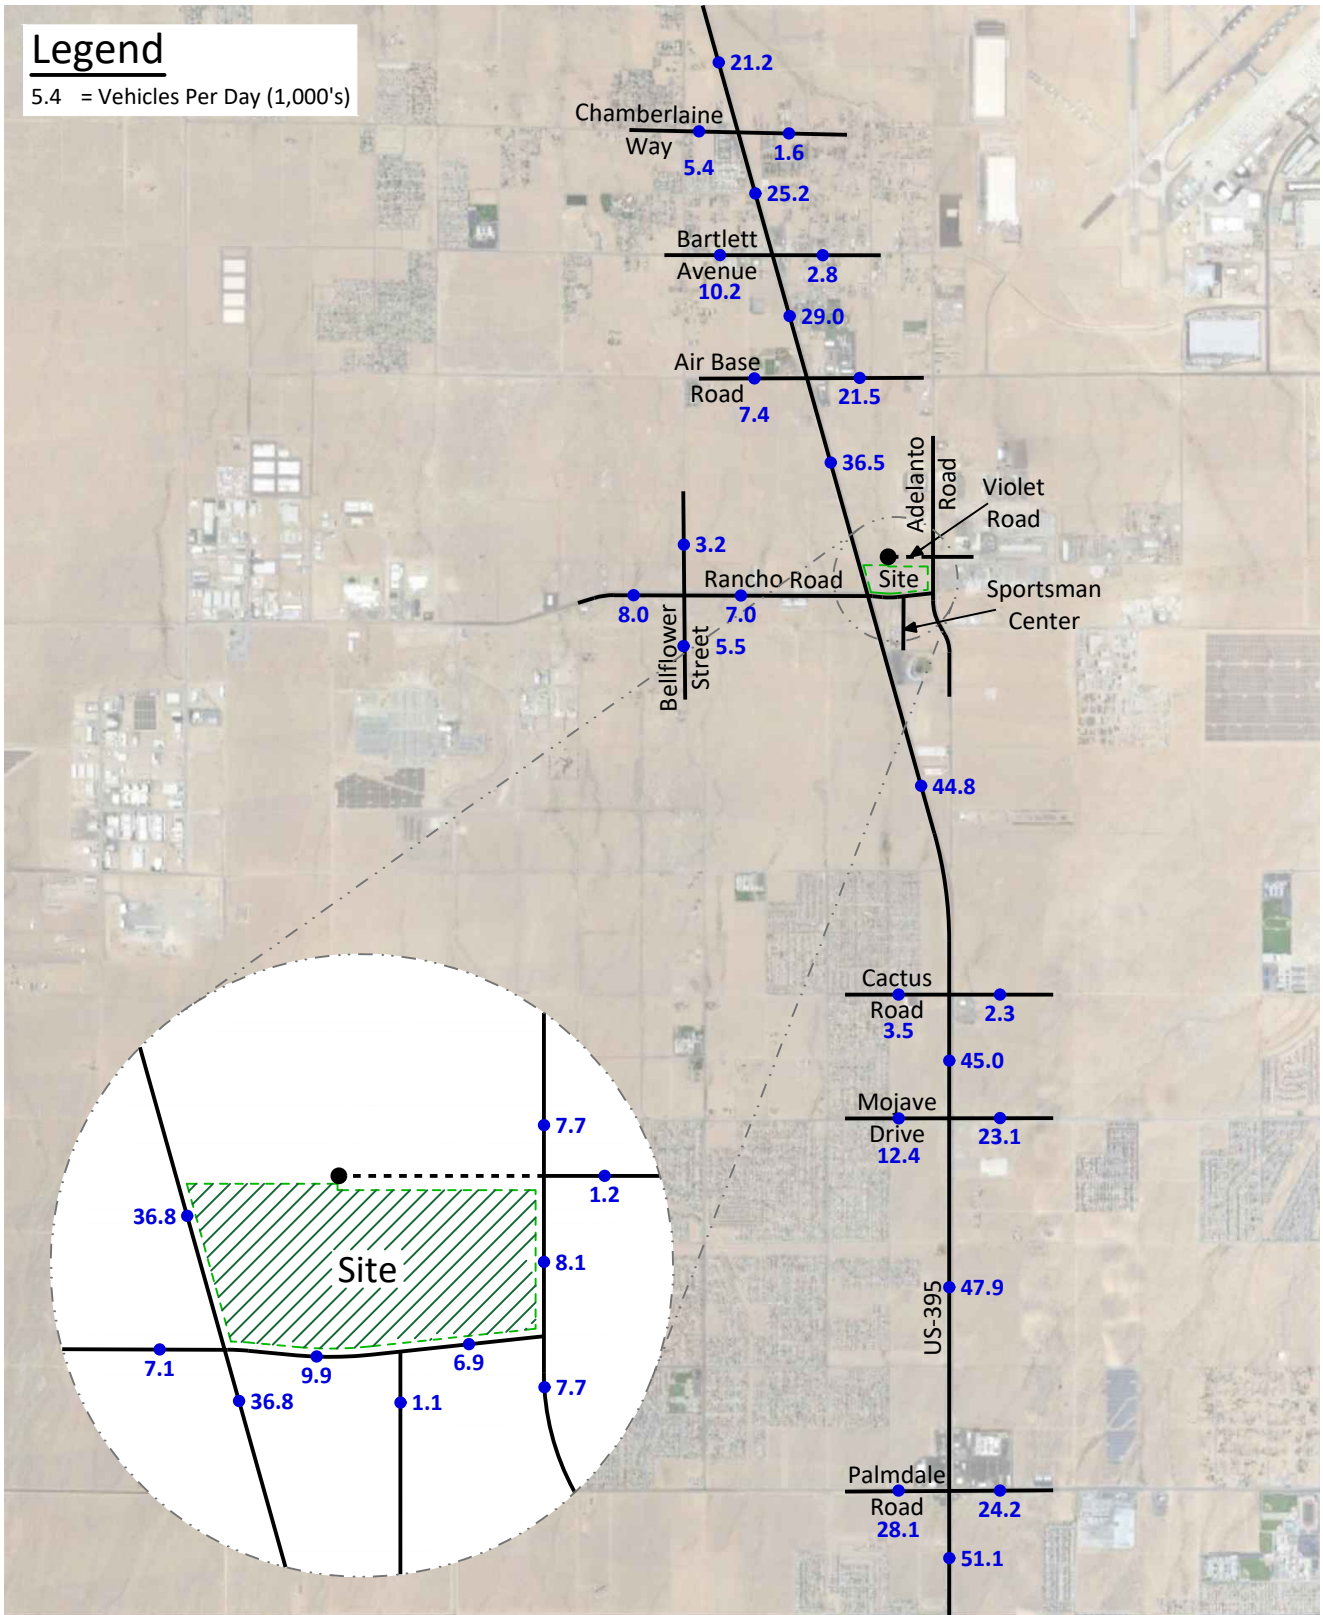 Legend
5.4 = Vehicles Per Day (1,000's)
21.2
Chamberlaine
Way
5.4
1.6
25.2
Bartlett
Avenue
10.2
2.8
29.0
Air Base
Road
7.4
21.5
36.5
Adelanto
Road
Violet
Road
3.2
Rancho Road
Site
Sportsman
Center
8.0
7.0
Bellflower
Street
5.5
44.8
Cactus
Road
3.5
2.3
45.0
Mojave
Drive
12.4
23.1
7.7
1.2
36.8
Site
8.1
US-395
47.9
7.1
9.9
6.9
7.7
36.8
1.1
Palmdale
Road
28.1
24.2
51.1